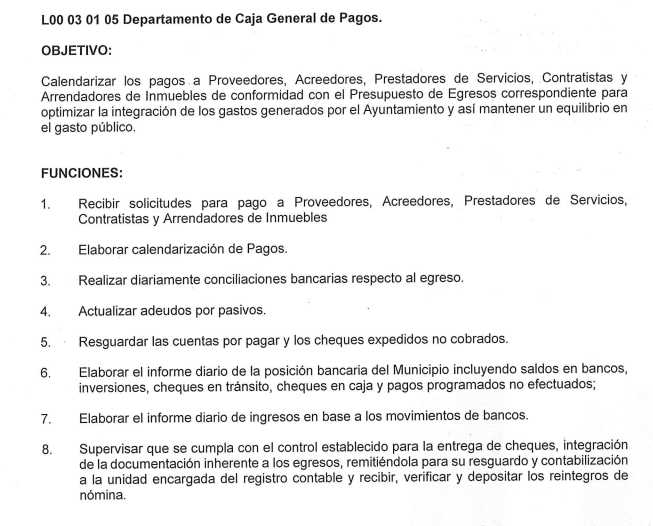 L00 03 01 05 Departamento de Caja General de Pagos.
OBJETIVO:
Calendarizar los pagos a Proveedores, Acreedores, Prestadores de Servicios, Contratistas y
Arrendadores de Inmuebles de conformidad con el Presupuesto de Egresos correspondiente para
optimizar la integración de los gastos generados por el Ayuntamiento y así mantener un equilibrio en
el gasto público.
FUNCIONES:
1. Recibir solicitudes para pago a Proveedores, Acreedores, Prestadores de Servicios,
Contratistas y Arrendadores de Inmuebles
2. Elaborar calendarización de Pagos.
3. Realizar diariamente conciliaciones bancarias respecto al egreso.
4. Actualizar adeudos por pasivos.
5. Resguardar las cuentas por pagar y los cheques expedidos no cobrados.
6. Elaborar el informe diario de la posición bancaria del Municipio incluyendo saldos en bancos,
inversiones, cheques en tránsito, cheques en caja y pagos programados no efectuados;
7. Elaborar el informe diario de ingresos en base a los movimientos de bancos.
8. Supervisar que se cumpla con el control establecido para la entrega de cheques, integración
de la documentación inherente a los egresos, remitiéndola para su resguardo y contabilización
a la unidad encargada del registro contable y recibir, verificar y depositar los reintegros de
nómina.